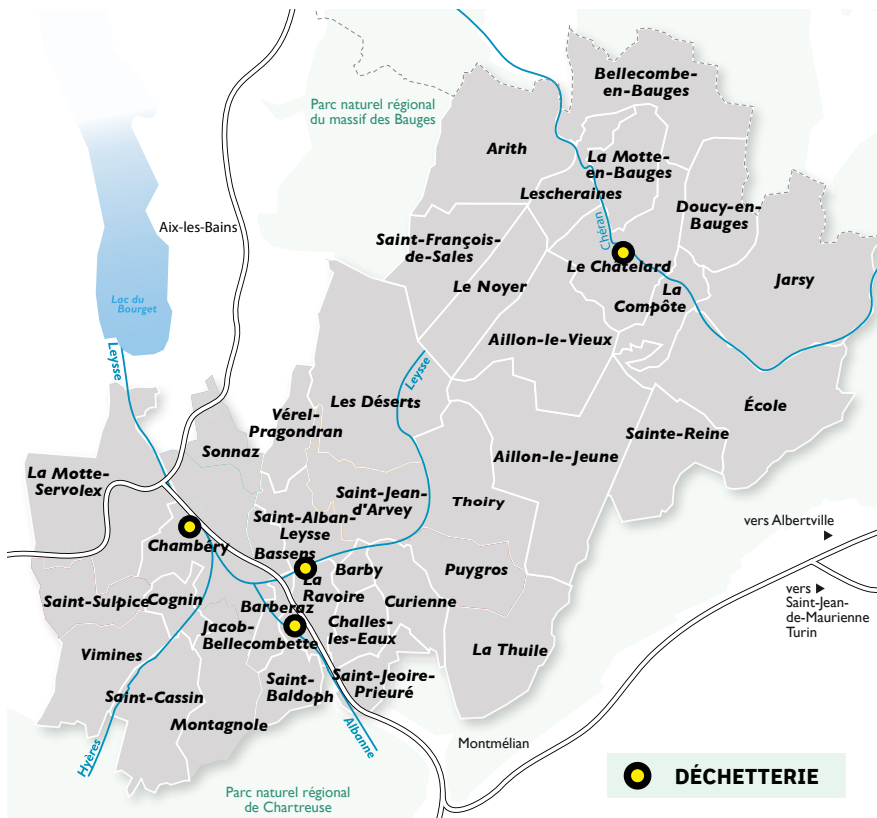 Bellecombe-
en-Bauges
Parc naturel régional
du massif des Bauges
Arith
La Motte-
en-Bauges
Lescheraines
Doucy-en-
Bauges
Aix-les-Bains
Saint-François-
de-Sales
Chéran
Le Châtelard
Jarsy
Le Noyer
La
Compôte
Lac du
Bourget
Aillon-le-Vieux
Leysse
Leysse
Les Déserts
École
Vérel-
Pragondran
Sainte-Reine
Sonnaz
Aillon-le-Jeune
La Motte-
Servolex
Saint-Jean-
d'Arvey
Thoiry
Saint-Alban-
Leysse
vers Albertville
Chambéry
Bassens
Barby
Puygros
La
Ravoire
vers
Saint-Jean-
de-Maurienne
Turin
Saint-Sulpice
Cognin
Barberaz
Curienne
Jacob-
Bellecombette
Challes-
les-Eaux
La Thuile
Vimines
Saint-
Baldoph
Saint-Jeoire-
Prieuré
Saint-Cassin
Montagnole
Albanne
Hyères
Montmélian
DÉCHETTERIE
Parc naturel régional
de Chartreuse